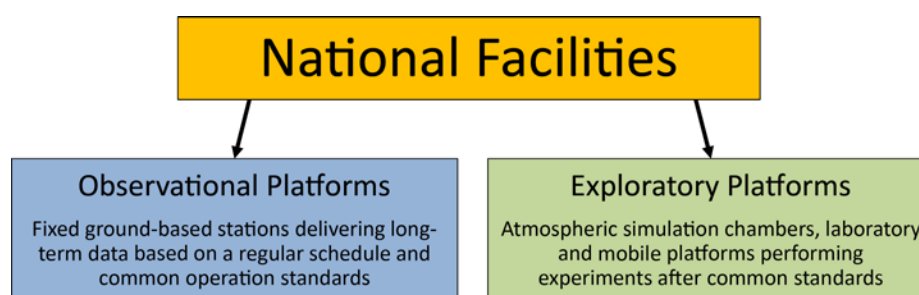 National Facilities
Observational Platforms
Fixed ground-based stations delivering long-
term data based on a regular schedule and
common operation standards
Exploratory Platforms
Atmospheric simulation chambers, laboratory
and mobile platforms performing
experiments after common standards